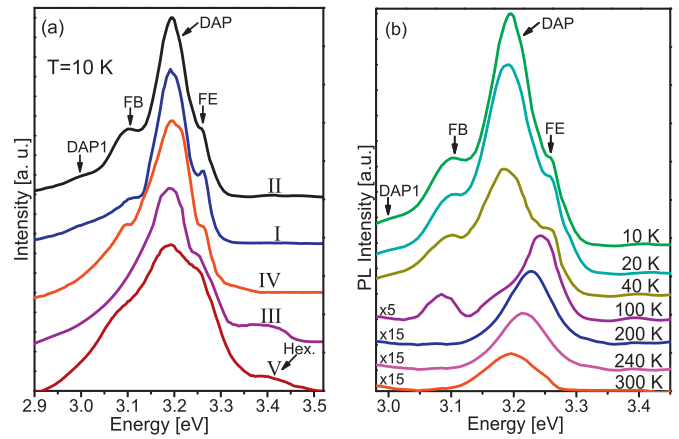 (a)
DAP
T=10 K
FB
FE
DAP1
II
I
IV
III
Hex.
V
Intensity [a. u.]
2.9 3.0 3.1 3.2 3.3 3.4 3.5
Energy [eV]
(b)
DAP
FB
FE
DAP1
10 K
20 K
40 K
x5 100 K
x15 200 K
x15 240 K
x15 300 K
PL Intensity [a.u.]
3.0 3.1 3.2 3.3 3.4
Energy [eV]